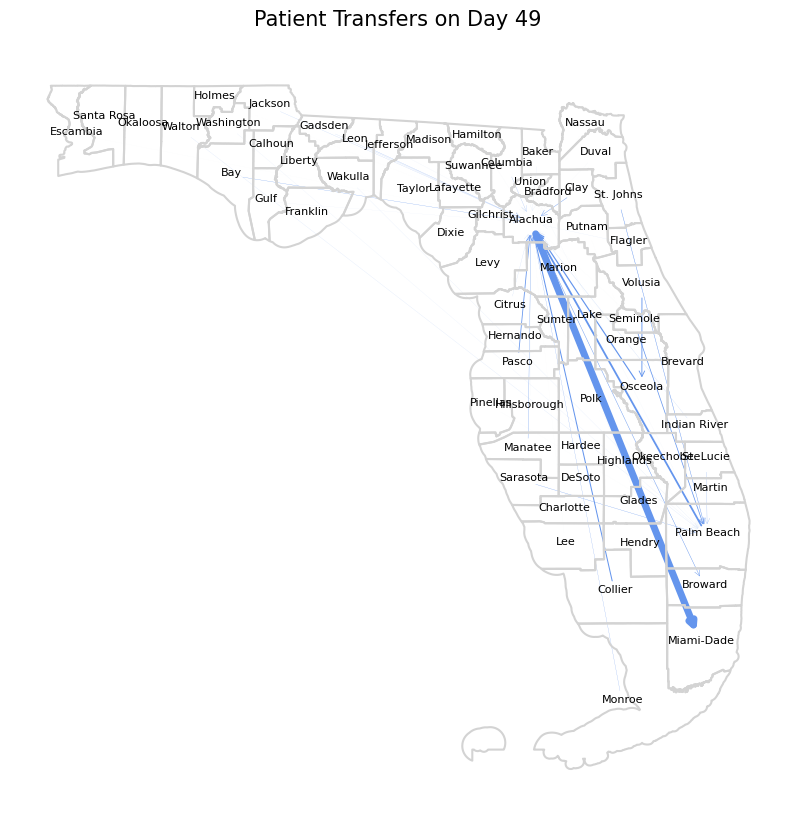 Patient Transfers on Day 49
Holmes
Jackson
Santa Rosa
Okaloosa
Walton
Washington
Escambia
Gadsden
Nassau
Leon
Jefferson
Madison
Hamilton
Calhoun
Liberty
Baker
Duval
Suwannee
Columbia
Bay
Wakulla
Union
Taylor
Lafayette
Bradford
Clay
St. Johns
Gulf
Franklin
Gilchrist
Alachua
Dixie
Putnam
Flagler
Levy
Marion
Volusia
Citrus
Sumter
Lake
Seminole
Hernando
Orange
Pasco
Brevard
Osceola
Pinellas
Hillsborough
Polk
Indian River
Manatee
Hardee
Highlands
Okeechobee
St. Lucie
Sarasota
DeSoto
Martin
Charlotte
Glades
Lee
Hendry
Palm Beach
Collier
Broward
Miami-Dade
Monroe